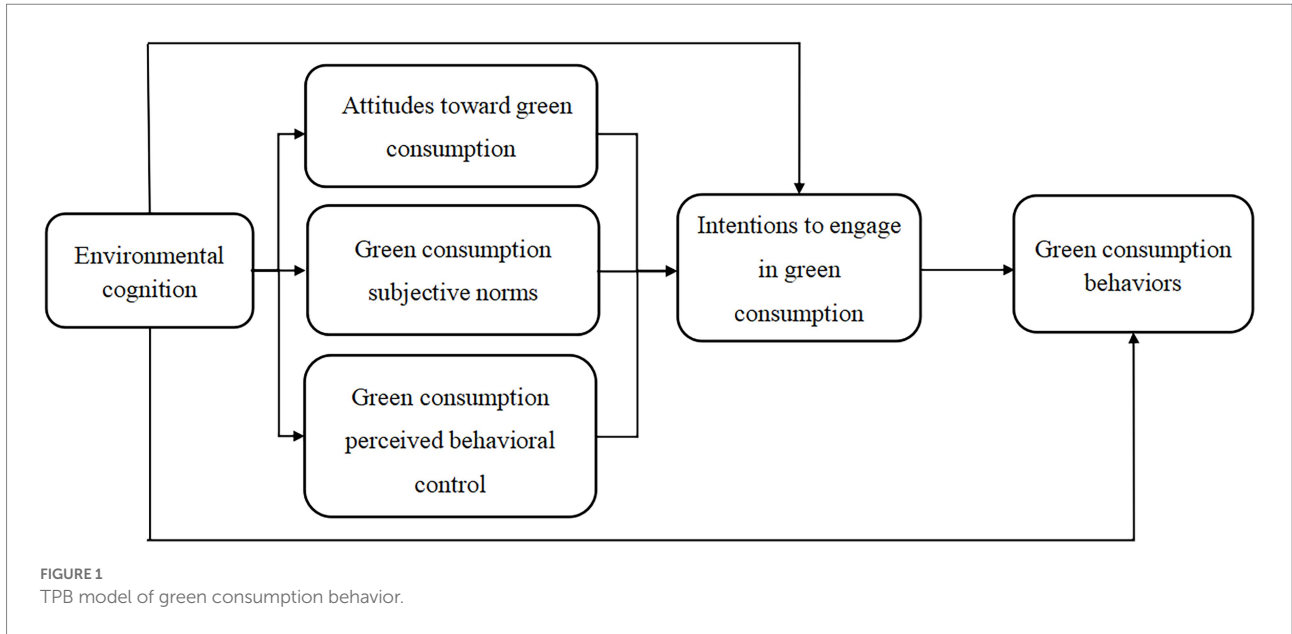 Attitudes toward green
consumption
Environmental
cognition
Green consumption
subjective norms
Green consumption
perceived behavioral
control
Intentions to engage
in green
consumption
Green consumption
behaviors
FIGURE 1
TPB model of green consumption behavior.